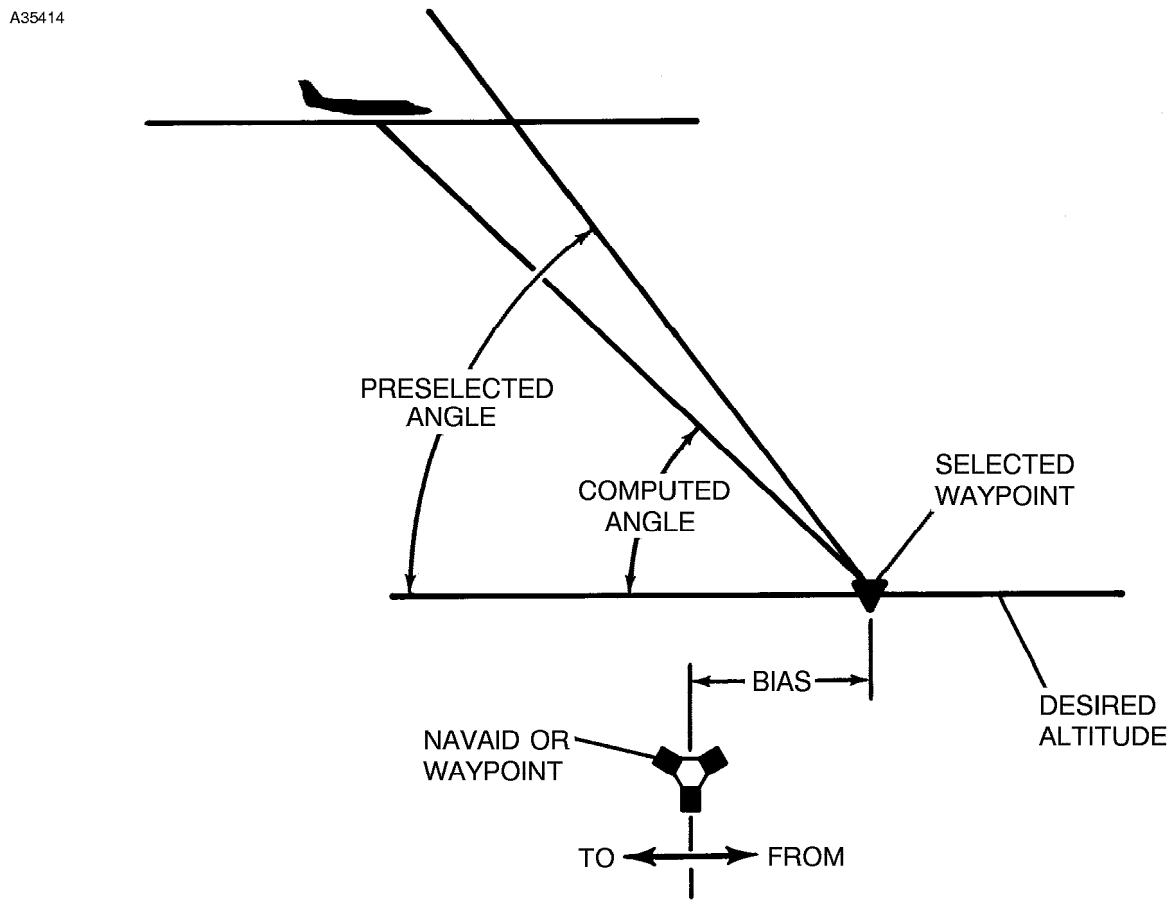 A35414
PRESELECTED
ANGLE
COMPUTED
ANGLE
SELECTED
WAYPOINT
BIAS
DESIRED
ALTITUDE
NAVAID OR
WAYPOINT
TO
FROM